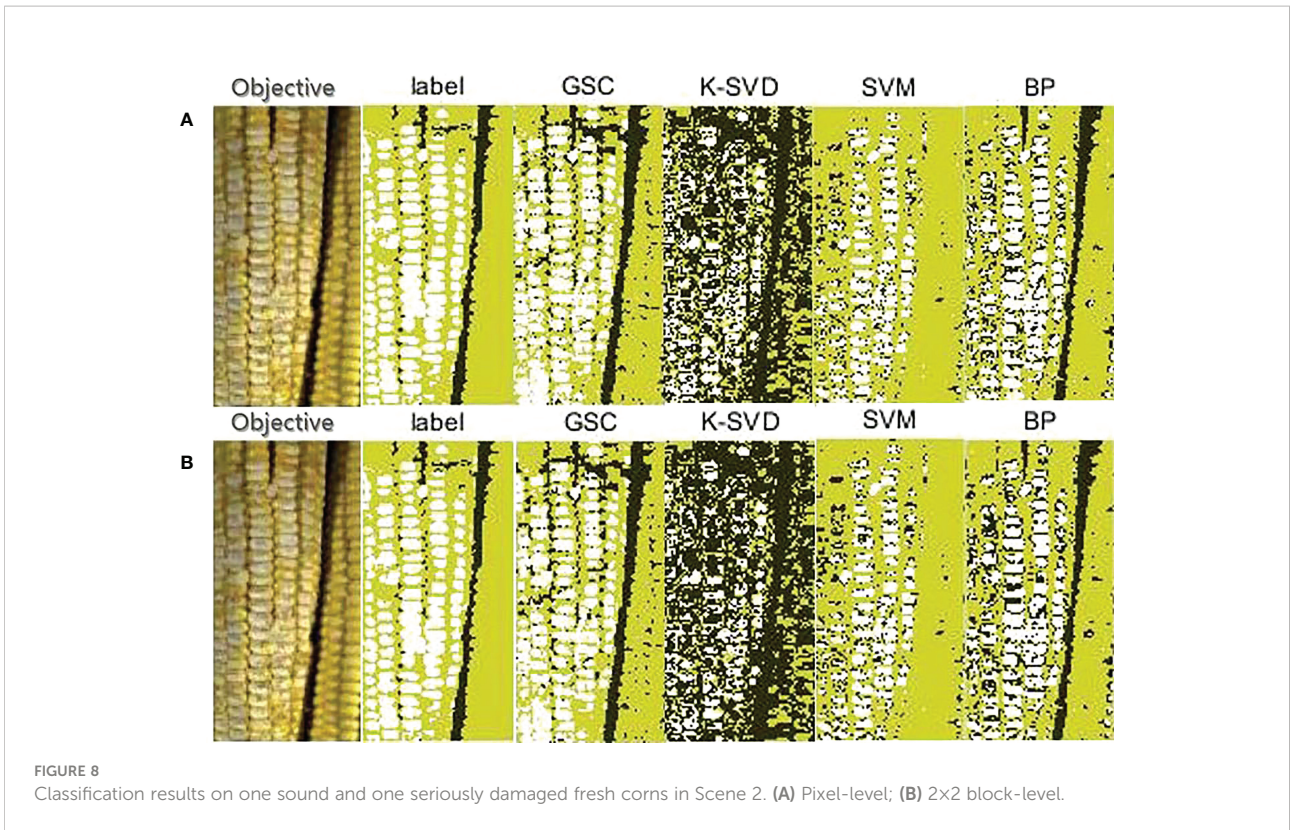 Objective label GSC K-SVD SVM BP
A
Objective label GSC K-SVD SVM BP
B
FIGURE 8
Classification results on one sound and one seriously damaged fresh corns in Scene 2. (A) Pixel-level; (B) 2×2 block-level.